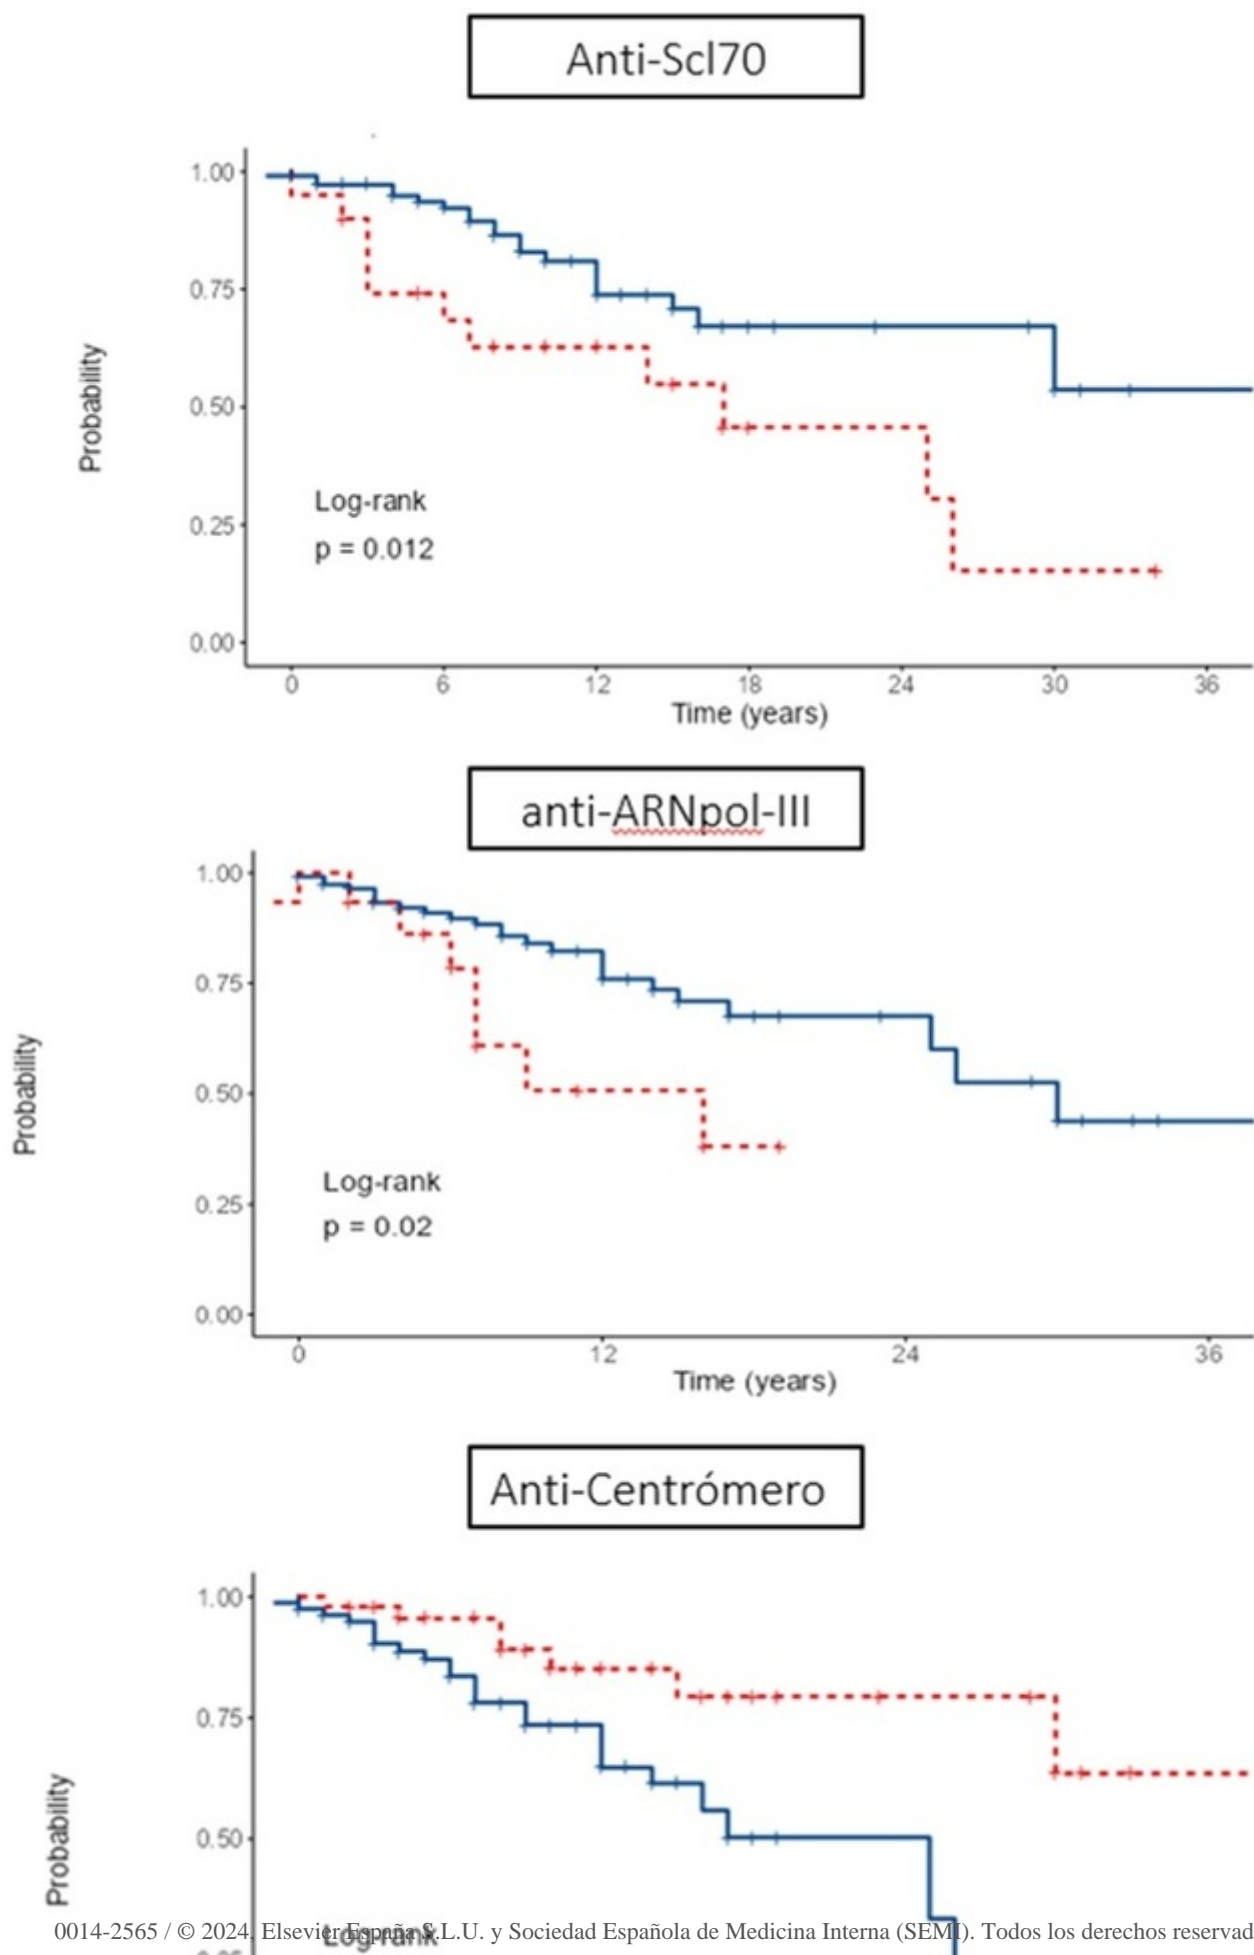 Anti-Scl70
1.00
0.75
0.50
0.25
0.00
Probability
Log-rank
p = 0.012
0 6 12 18 24 30 36
Time (years)
anti-ARNpol-III
1.00
0.75
0.50
0.25
0.00
Probability
Log-rank
p = 0.02
0 12 24 36
Time (years)
Anti-Centrómero
1.00
0.75
0.50
Probability
Log-rank
0014-2565 / © 2024, Elsevier España S.L.U. y Sociedad Española de Medicina Interna (SEMI). Todos los derechos reservad